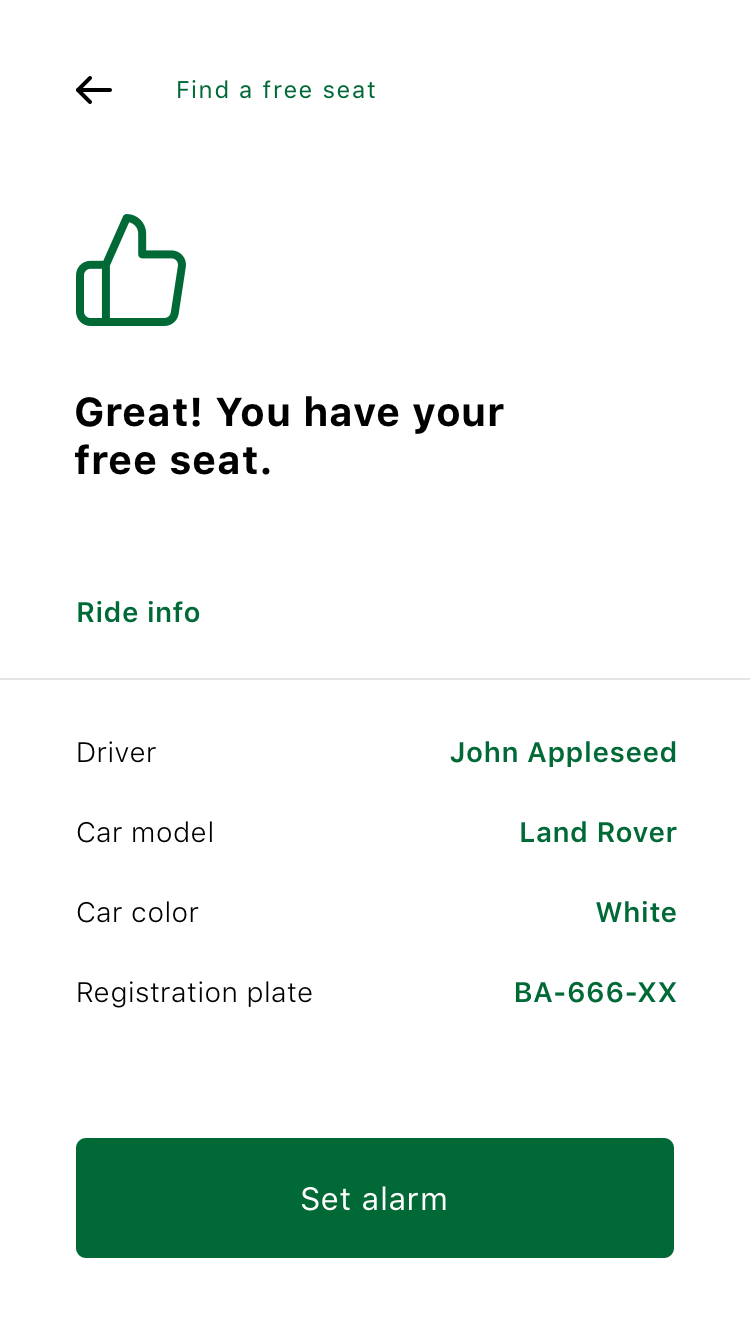 Find a free seat
Great! You have your
free seat.
Ride info
Driver John Appleseed
Car model Land Rover
Car color White
Registration plate BA-666-XX
Set alarm